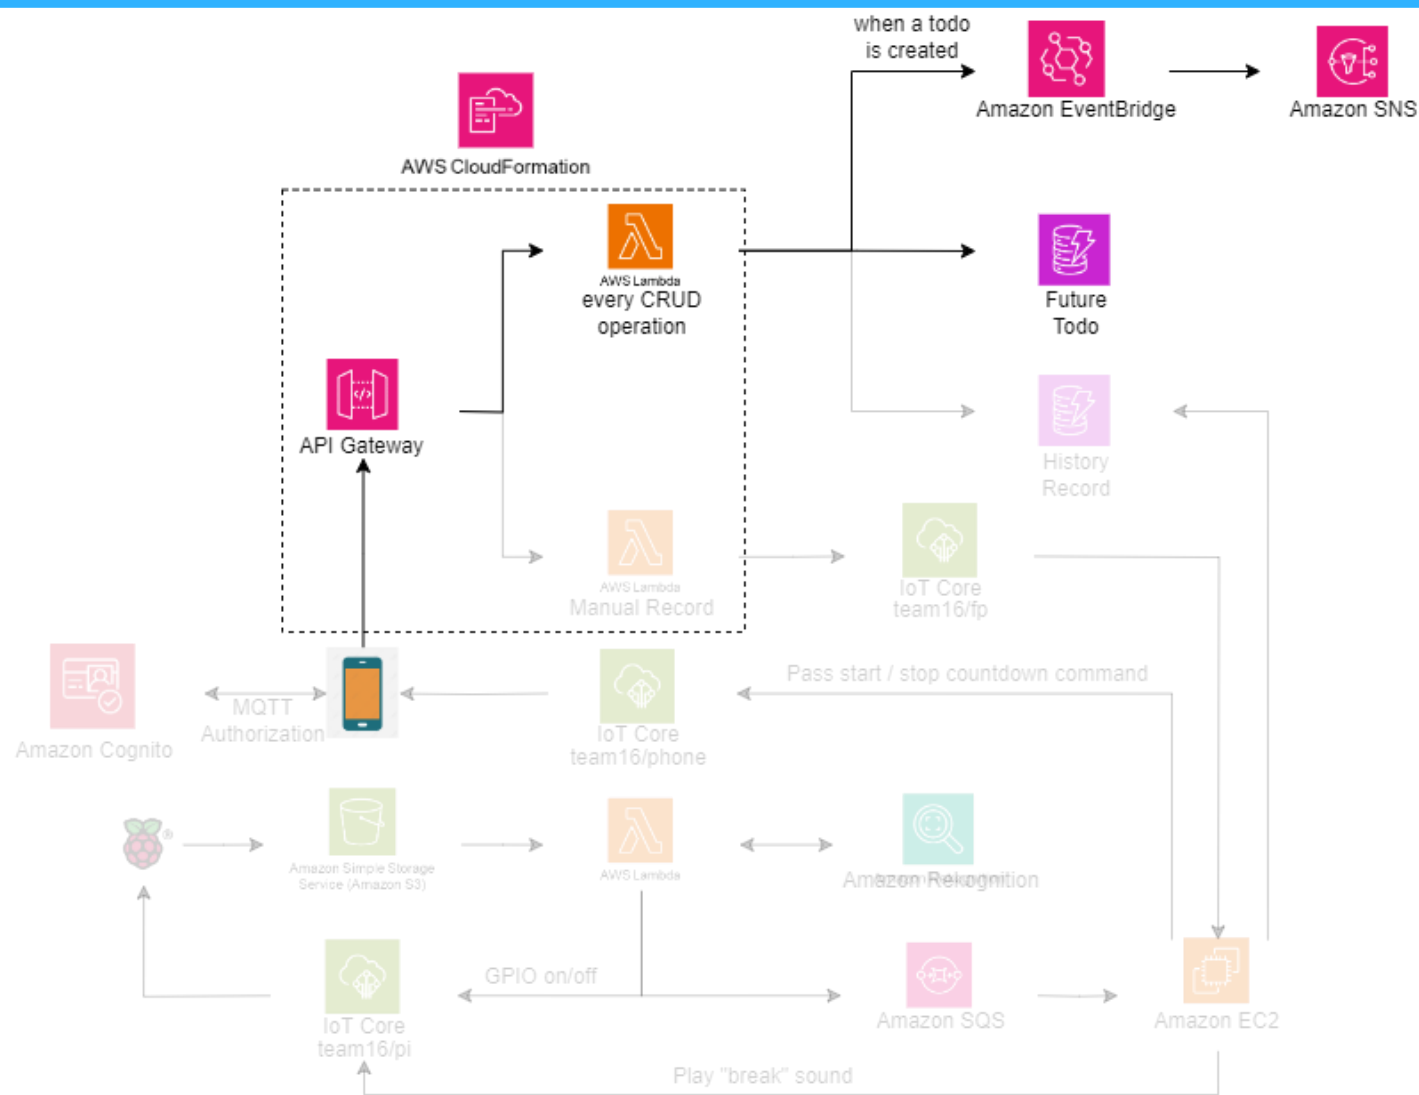 when a todo
is created
Amazon EventBridge
Amazon SNS
AWS CloudFormation
AWS Lambda
every CRUD
operation
Future
Todo
API Gateway
History
Record
AWS Lambda
Manual Record
IoT Core
team16/fp
Pass start / stop countdown command
MQTT
Authorization
Amazon Cognito
IoT Core
team16/phone
®
Amazon Simple Storage
Service (Amazon S3)
AWS Lambda
Amazon Rekognition
GPIO on/off
IoT Core
team16/pi
Amazon SQS
Amazon EC2
Play "break" sound